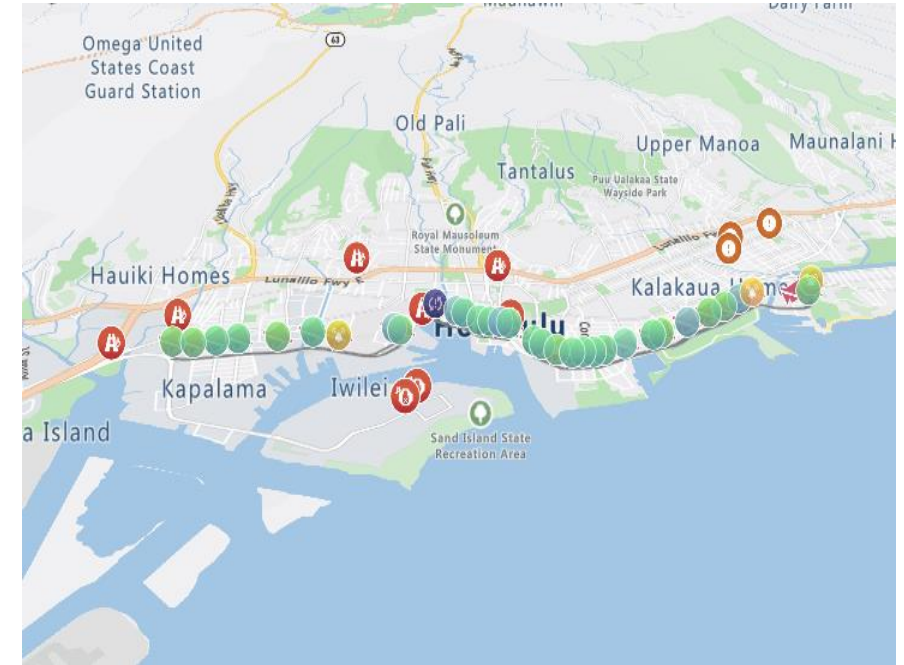 Omega United
States Coast
Guard Station
63
Old Pali
Upper Manoa
Maunalani H
Tantalus
Puu Ualakaa State
Wayside Park
Royal Mausoleum
State Monument
Lunalilo Fwy
Hauiki Homes
Lunalilo Fwy E
Kalakaua Home
Kapalama
Iwilei
a Island
Sand Island State
Recreation Area